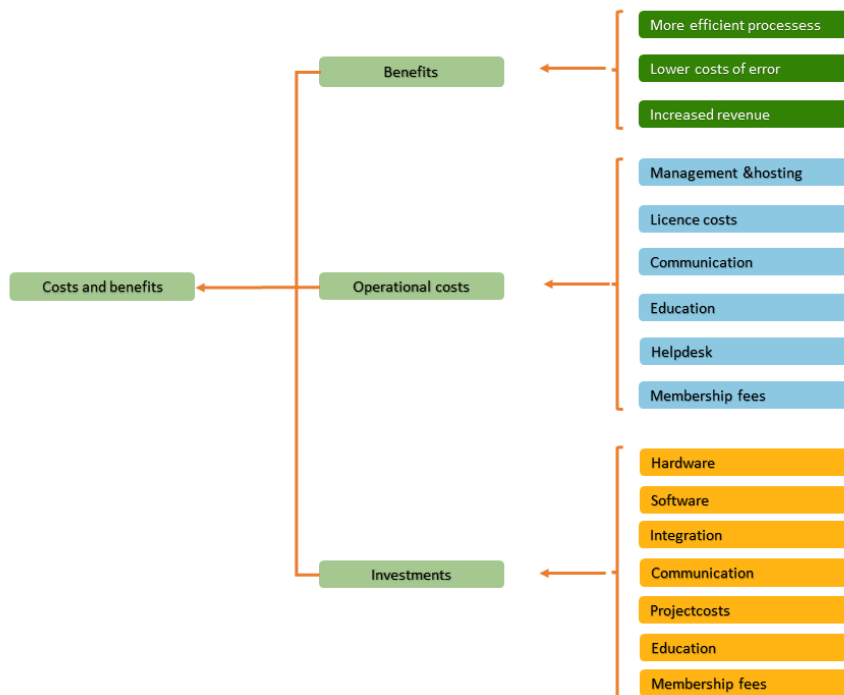 More efficient processess
Lower costs of error
Increased revenue
Benefits
Management &hosting
Licence costs
Communication
Education
Helpdesk
Membership fees
Costs and benefits
Operational costs
Hardware
Software
Integration
Communication
Projectcosts
Education
Membership fees
Investments